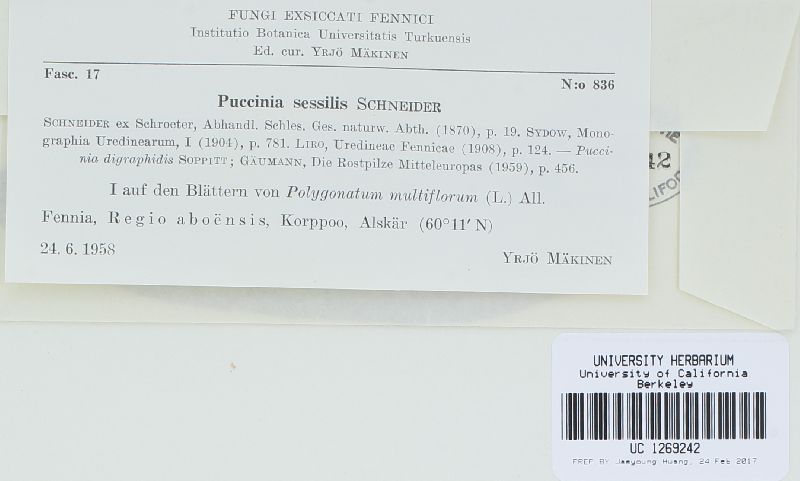 FUNGI EXSICCATI FENNICI
Institutio Botanica Universitatis Turkuensis
Ed. cur. YRJÖ MÄKINEN
Fasc. 17 N:o 836
Puccinia sessilis SCHNEIDER
SCHNEIDER ex Schroeter, Abhandl. Schles. Ges. naturw. Abth. (1870), p. 19. SYDOW, Mono-
graphia Uredinearum, I (1904), p. 781. LIRO, Uredineae Fennicae (1908), p. 124. — Pucci-
nia digraphidis SOPPITT; GÄUMANN, Die Rostpilze Mitteleuropas (1959), p. 456.
I auf den Blättern von Polygonatum multiflorum (L.) All.
Fennia, Regio aboënsis, Korppoo, Alskär (60°11′ N)
24. 6. 1958
YRJÖ MÄKINEN
42
UNIVERSITY HERBARIUM
University of California
Berkeley
UC 1269242
PREP. BY Jaeyoung Huang, 24 Feb 2017